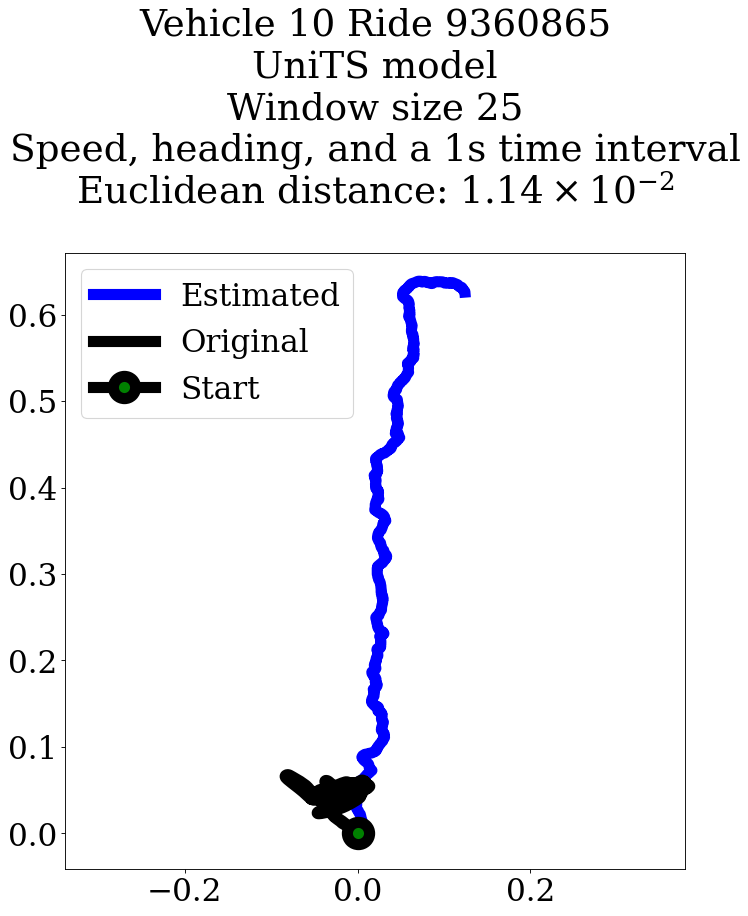 Vehicle 10 Ride 9360865
UniTS model
Window size 25
Speed, heading, and a 1s time interval
Euclidean distance: 1.14 × 10⁻²
Estimated
Original
Start
0.6
0.5
0.4
0.3
0.2
0.1
0.0
−0.2 0.0 0.2